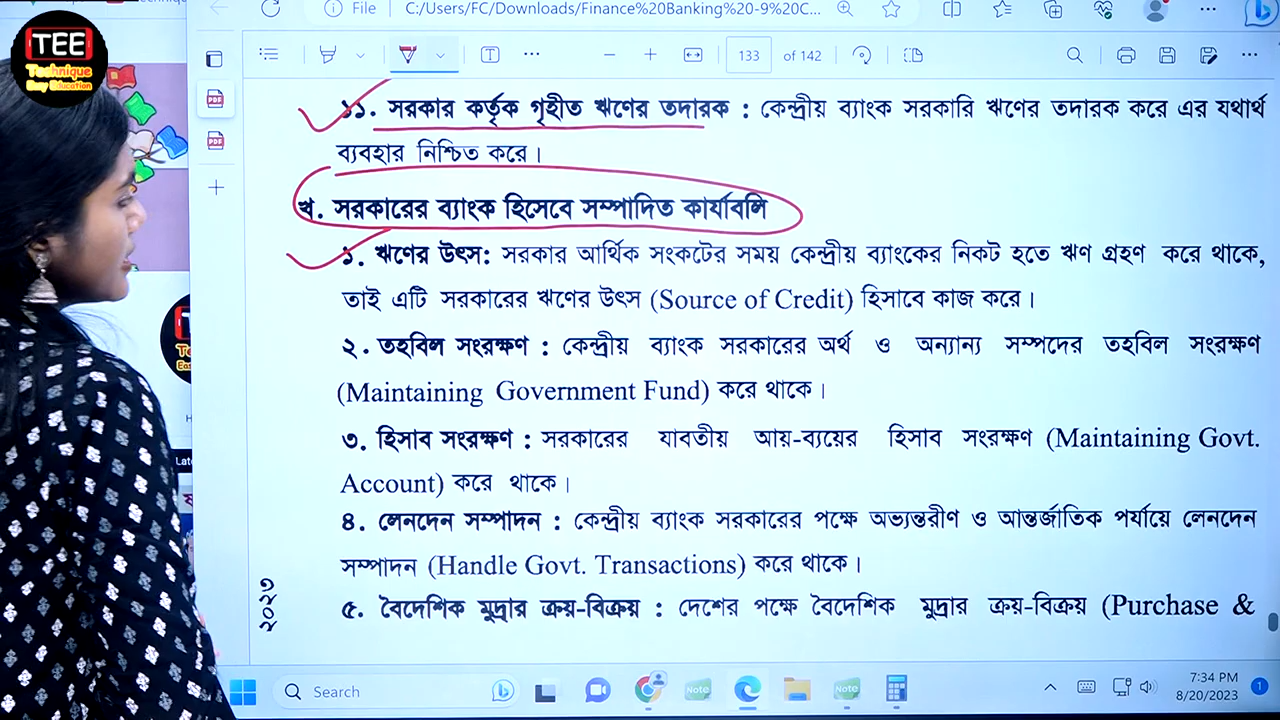 TEE
Technique
Easy Education
File
C:/Users/FC/Downloads/Finance%20Banking%20-9%20C...
133 of 142
১১. সরকার কর্তৃক গৃহীত ঋণের তদারক : কেন্দ্রীয় ব্যাংক সরকারি ঋণের তদারক করে এর যথার্থ
ব্যবহার নিশ্চিত করে।
খ. সরকারের ব্যাংক হিসেবে সম্পাদিত কার্যাবলি
১. ঋণের উৎস: সরকার আর্থিক সংকটের সময় কেন্দ্রীয় ব্যাংকের নিকট হতে ঋণ গ্রহণ করে থাকে,
তাই এটি সরকারের ঋণের উৎস (Source of Credit) হিসাবে কাজ করে।
২. তহবিল সংরক্ষণ : কেন্দ্রীয় ব্যাংক সরকারের অর্থ ও অন্যান্য সম্পদের তহবিল সংরক্ষণ
(Maintaining Government Fund) করে থাকে।
৩. হিসাব সংরক্ষণ : সরকারের যাবতীয় আয়-ব্যয়ের হিসাব সংরক্ষণ (Maintaining Govt.
Account) করে থাকে।
৪. লেনদেন সম্পাদন : কেন্দ্রীয় ব্যাংক সরকারের পক্ষে অভ্যন্তরীণ ও আন্তর্জাতিক পর্যায়ে লেনদেন
সম্পাদন (Handle Govt. Transactions) করে থাকে।
৫. বৈদেশিক মুদ্রার ক্রয়-বিক্রয় : দেশের পক্ষে বৈদেশিক মুদ্রার ক্রয়-বিক্রয় (Purchase &
২০২৩
Search
Note
Note
7:34 PM
8/20/2023
1